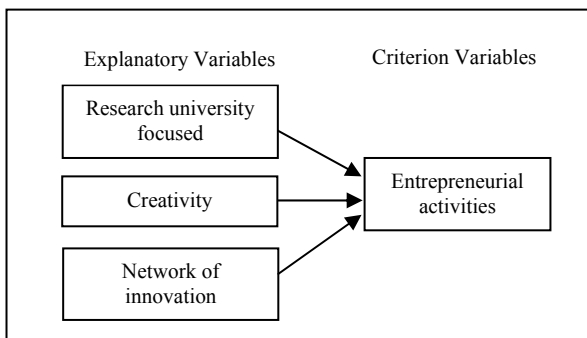 Explanatory Variables
Criterion Variables
Research university
focused
Creativity
Network of
innovation
Entrepreneurial
activities